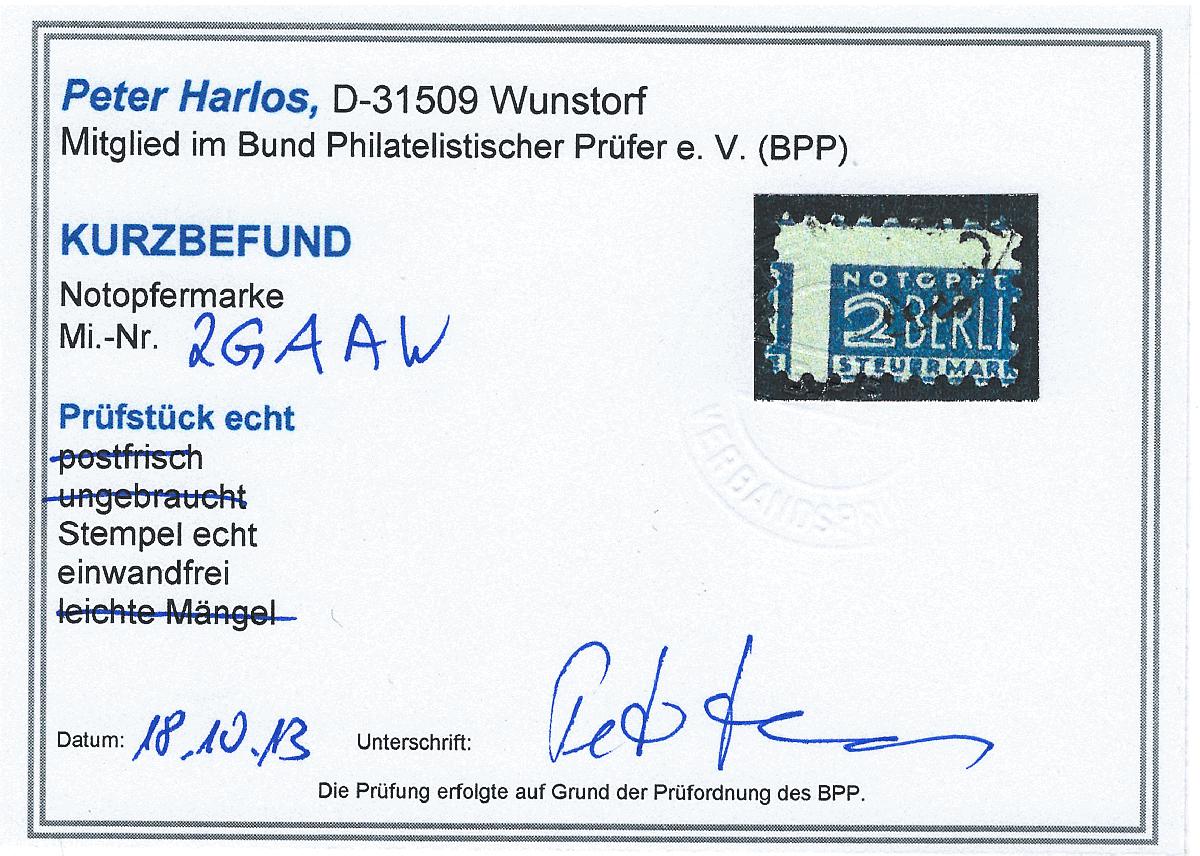 Peter Harlos, D-31509 Wunstorf
Mitglied im Bund Philatelistischer Prüfer e. V. (BPP)
KURZBEFUND
Notopfermarke
Mi.-Nr. 2GAAW
NOTOPFE
2 BERLI
STEUERMARK
Prüfstück echt
postfrisch
ungebraucht
Stempel echt
einwandfrei
leichte Mängel
Datum: 18.10.13 Unterschrift:
Die Prüfung erfolgte auf Grund der Prüfordnung des BPP.